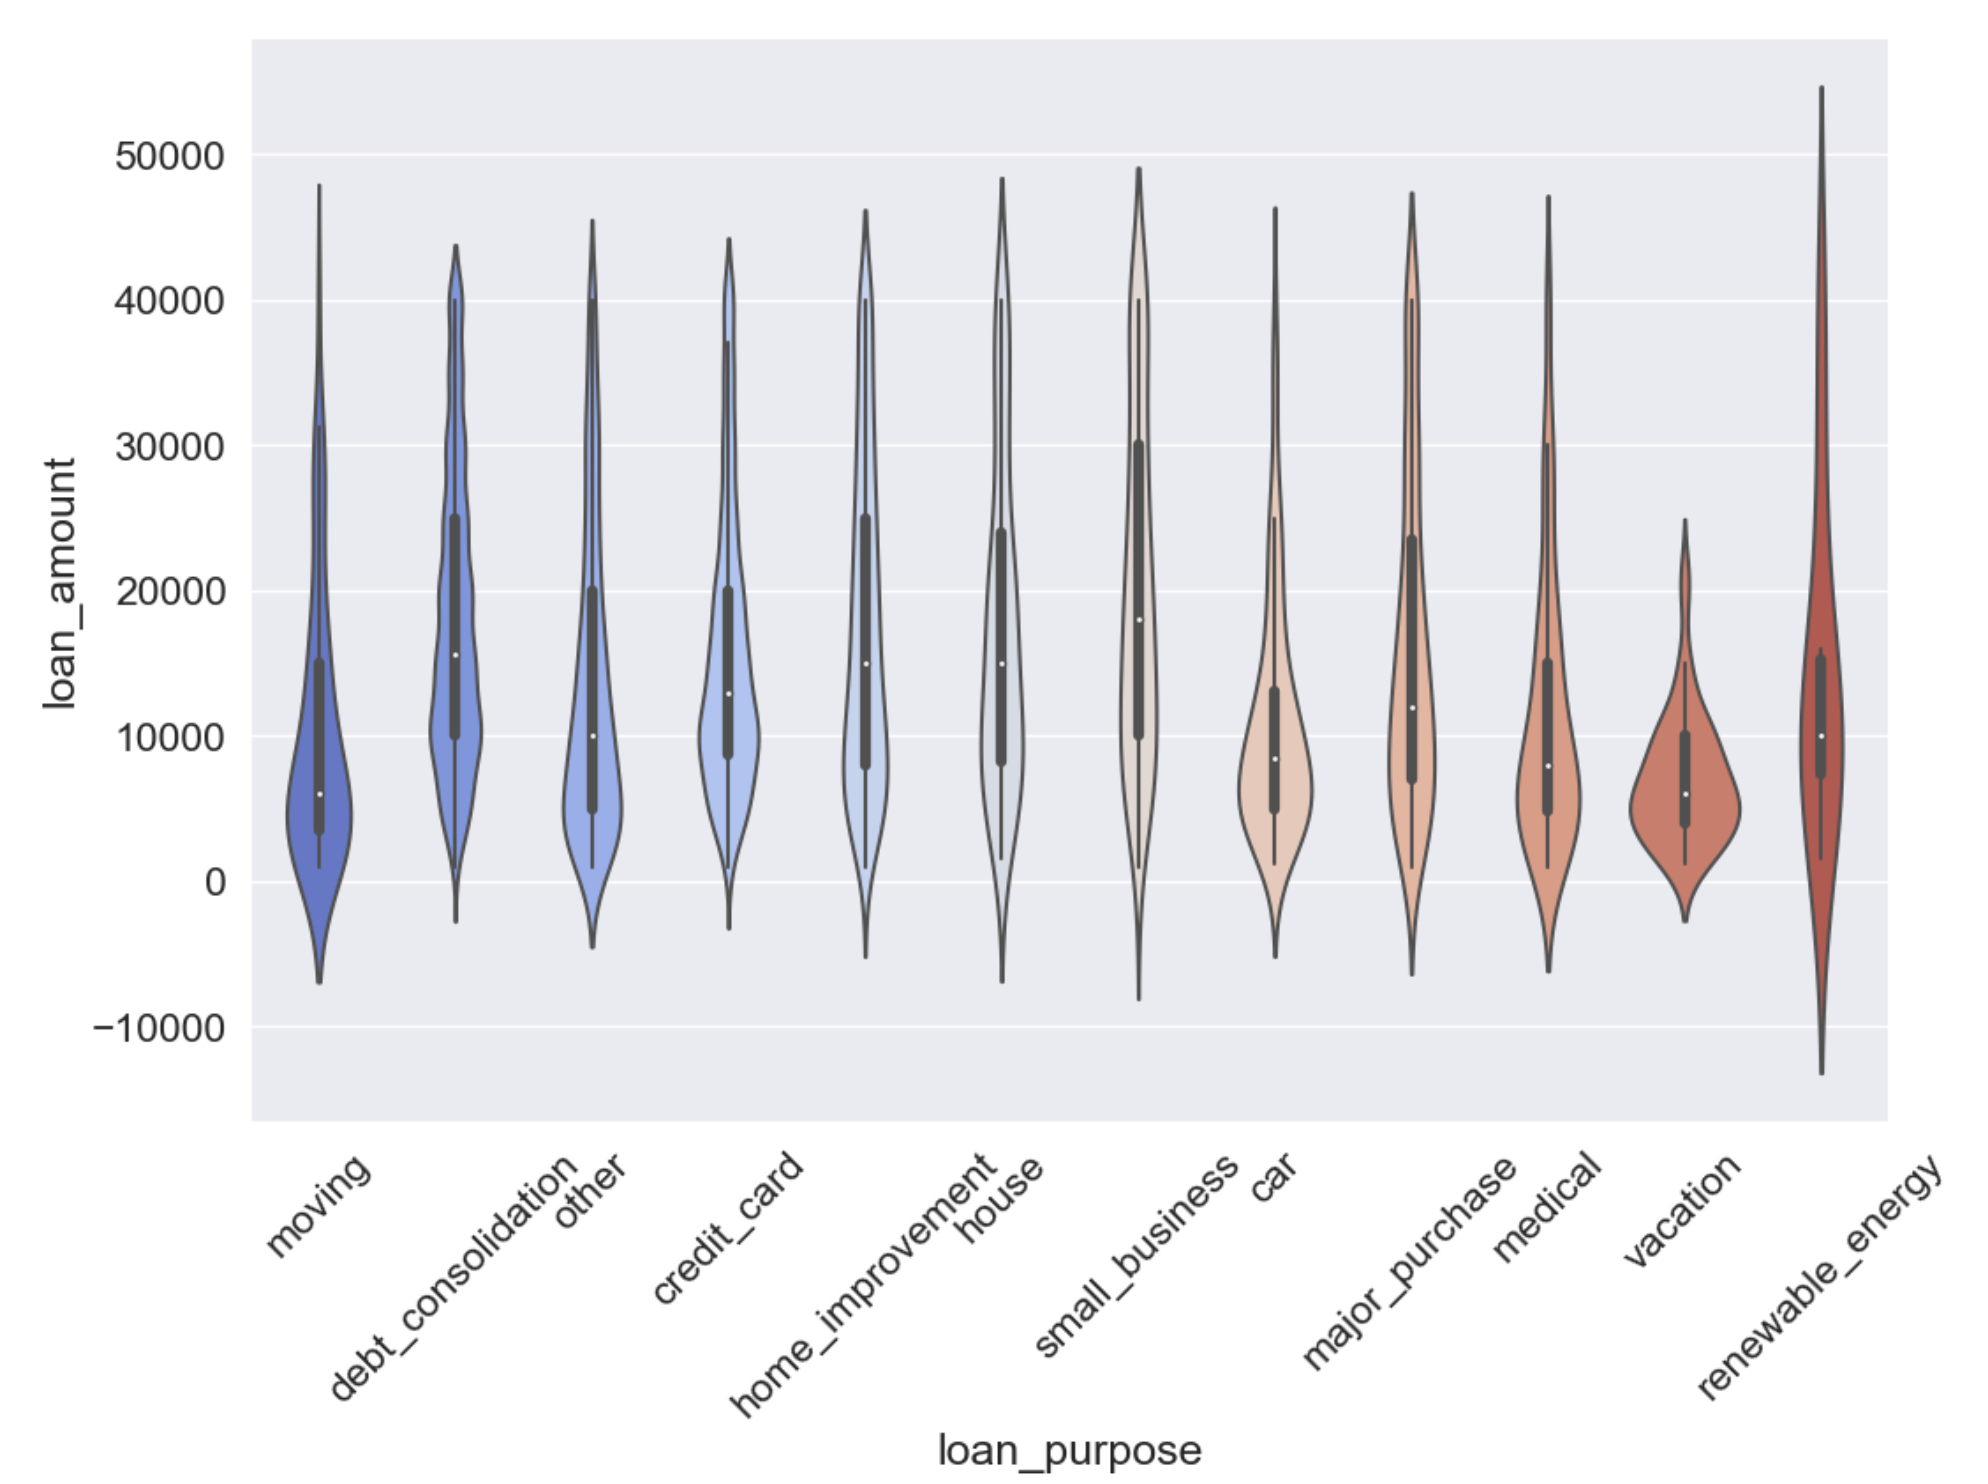 50000
40000
30000
20000
10000
0
−10000
loan_amount
moving
debt_consolidation
other
credit_card
home_improvement
house
small_business
car
major_purchase
medical
vacation
renewable_energy
loan_purpose